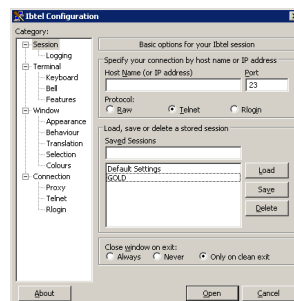 Ibtel Configuration
Category:
Session
Logging
Terminal
Keyboard
Bell
Features
Window
Appearance
Behaviour
Translation
Selection
Colours
Connection
Proxy
Telnet
Rlogin
Basic options for your Ibtel session
Specify your connection by host name or IP address
Host Name (or IP address) Port
23
Protocol:
Raw Telnet Rlogin
Load, save or delete a stored session
Saved Sessions
Default Settings
GOLD
Load
Save
Delete
Close window on exit:
Always Never Only on clean exit
About Open Cancel